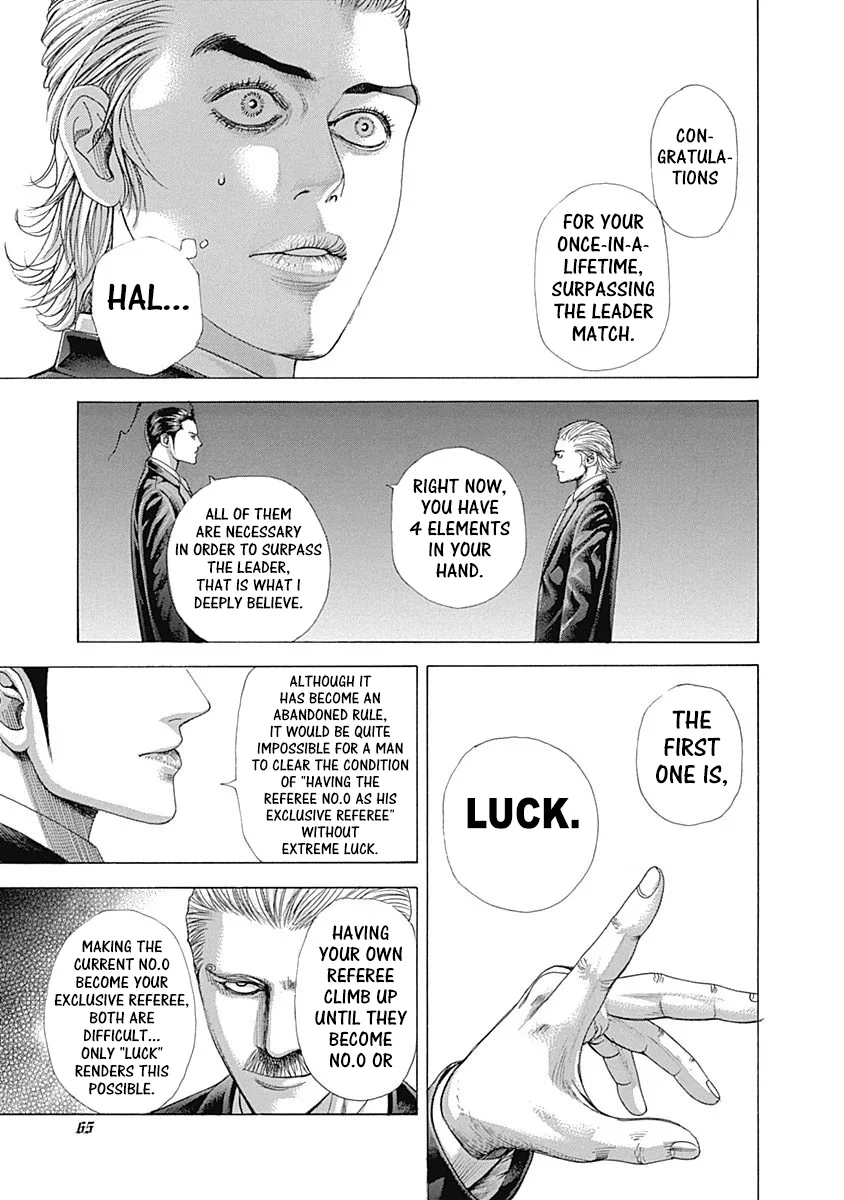 CON-
GRATULA-
TIONS
FOR YOUR
ONCE-IN-A-
LIFETIME,
SURPASSING
THE LEADER
MATCH.
HAL...
RIGHT NOW,
YOU HAVE
4 ELEMENTS
IN YOUR
HAND.
ALL OF THEM
ARE NECESSARY
IN ORDER TO SURPASS
THE LEADER,
THAT IS WHAT I
DEEPLY BELIEVE.
THE
FIRST
ONE IS,
LUCK.
ALTHOUGH IT
HAS BECOME AN
ABANDONED RULE,
IT WOULD BE QUITE
IMPOSSIBLE FOR A MAN
TO CLEAR THE CONDITION
OF "HAVING THE
REFEREE NO.0 AS HIS
EXCLUSIVE REFEREE"
WITHOUT
EXTREME LUCK.
HAVING
YOUR OWN
REFEREE
CLIMB UP
UNTIL THEY
BECOME
NO.0 OR
MAKING THE
CURRENT NO.0
BECOME YOUR
EXCLUSIVE REFEREE,
BOTH ARE
DIFFICULT...
ONLY "LUCK"
RENDERS THIS
POSSIBLE.
65